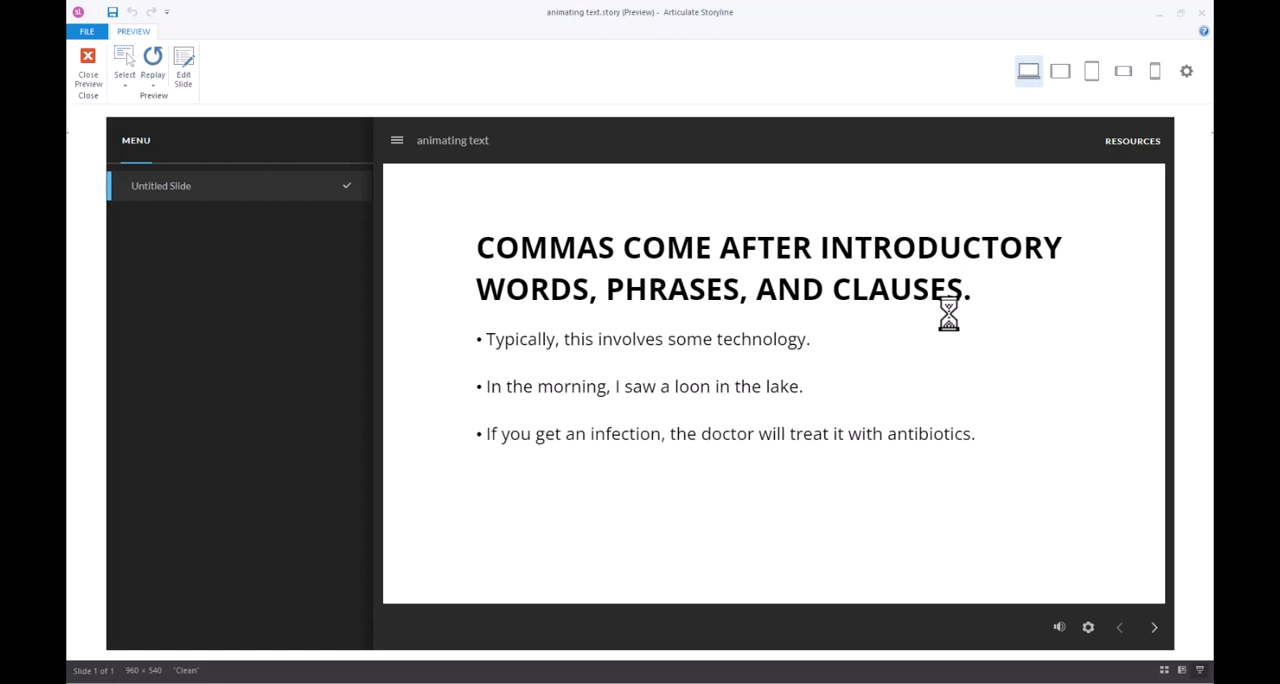 animating text.story (Preview) - Articulate Storyline
FILE
PREVIEW
Close Preview
Select
Replay
Edit Slide
Close
Preview
MENU
animating text
RESOURCES
Untitled Slide
COMMAS COME AFTER INTRODUCTORY
WORDS, PHRASES, AND CLAUSES.
• Typically, this involves some technology.
• In the morning, I saw a loon in the lake.
• If you get an infection, the doctor will treat it with antibiotics.
Slide 1 of 1 960 × 540 "Clean"